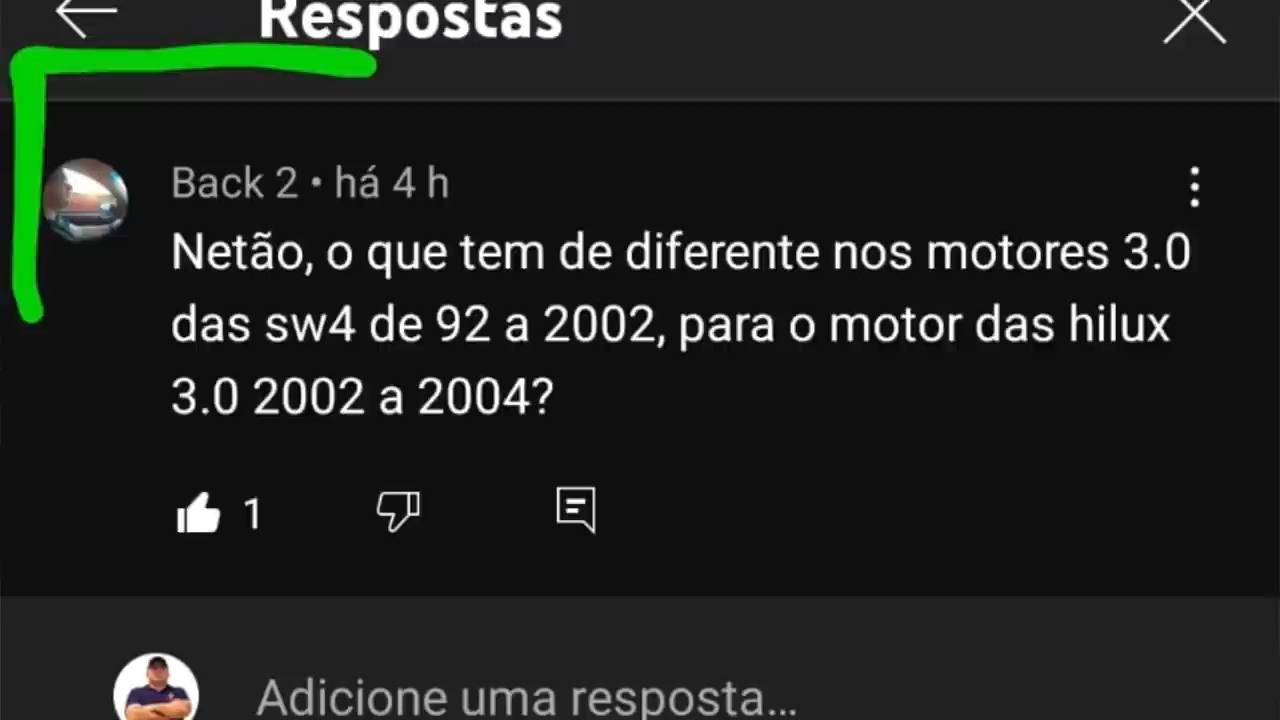 Respostas
Back 2 • há 4 h
Netão, o que tem de diferente nos motores 3.0
das sw4 de 92 a 2002, para o motor das hilux
3.0 2002 a 2004?
1
Adicione uma resposta...